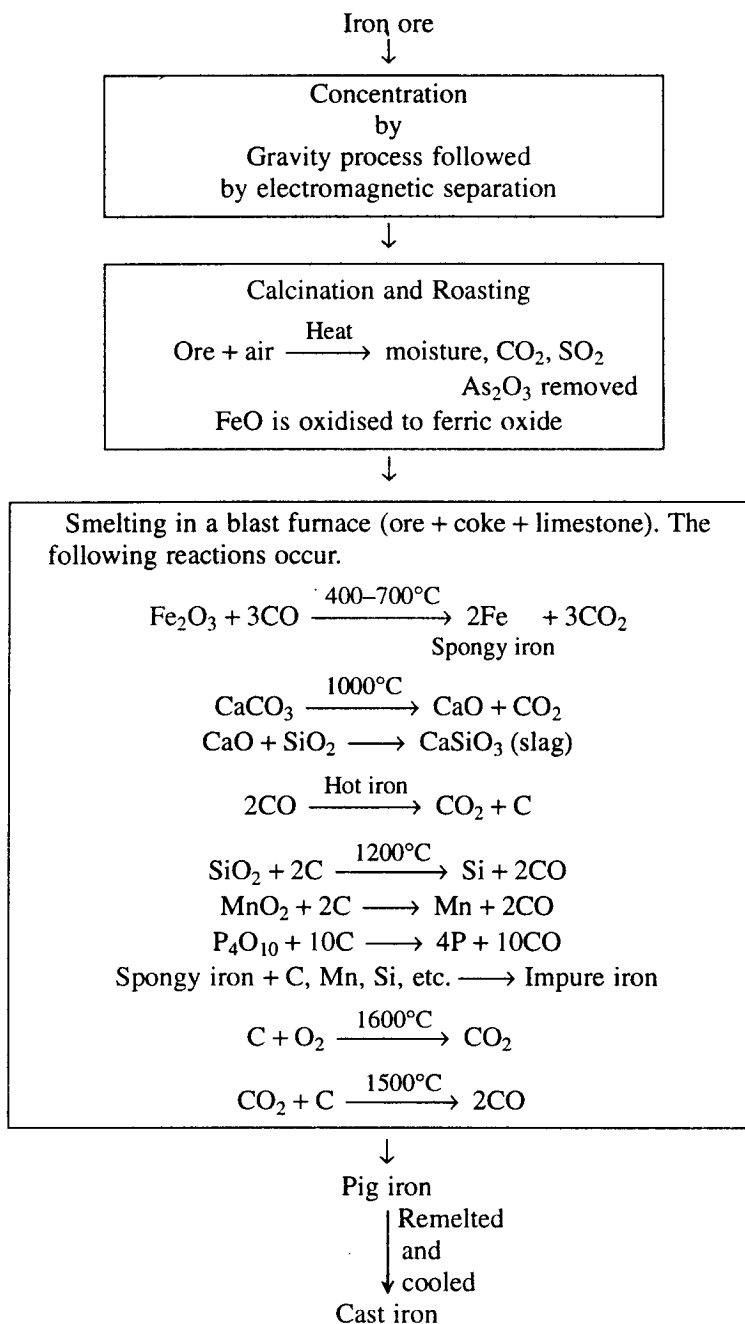 Iron ore
↓
Concentration
by
Gravity process followed
by electromagnetic separation
↓
Calcination and Roasting
Ore + air —Heat→ moisture, CO₂, SO₂
As₂O₃ removed
FeO is oxidised to ferric oxide
↓
Smelting in a blast furnace (ore + coke + limestone). The
following reactions occur.
Fe₂O₃ + 3CO —400–700°C→ 2Fe + 3CO₂
Spongy iron
CaCO₃ —1000°C→ CaO + CO₂
CaO + SiO₂ ⟶ CaSiO₃ (slag)
2CO —Hot iron→ CO₂ + C
SiO₂ + 2C —1200°C→ Si + 2CO
MnO₂ + 2C ⟶ Mn + 2CO
P₄O₁₀ + 10C ⟶ 4P + 10CO
Spongy iron + C, Mn, Si, etc. ⟶ Impure iron
C + O₂ —1600°C→ CO₂
CO₂ + C —1500°C→ 2CO
↓
Pig iron
Remelted
and
cooled
Cast iron